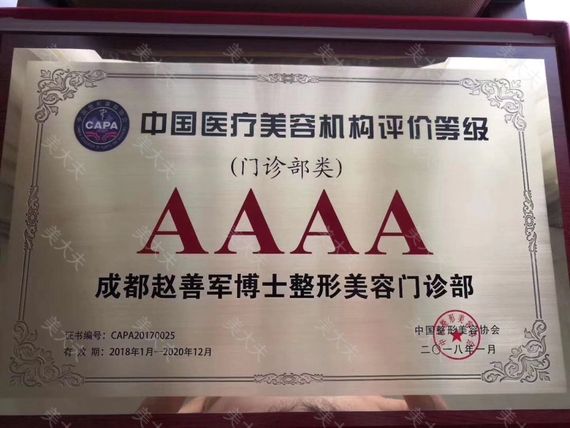 CAPA
中国医疗美容机构评价等级
(门诊部类)
AAAA
成都赵善军博士整形美容门诊部
证书编号：CAPA20170025
有 效 期：2018年1月—2020年12月
中国整形美容协会
二〇一八年一月
美大夫